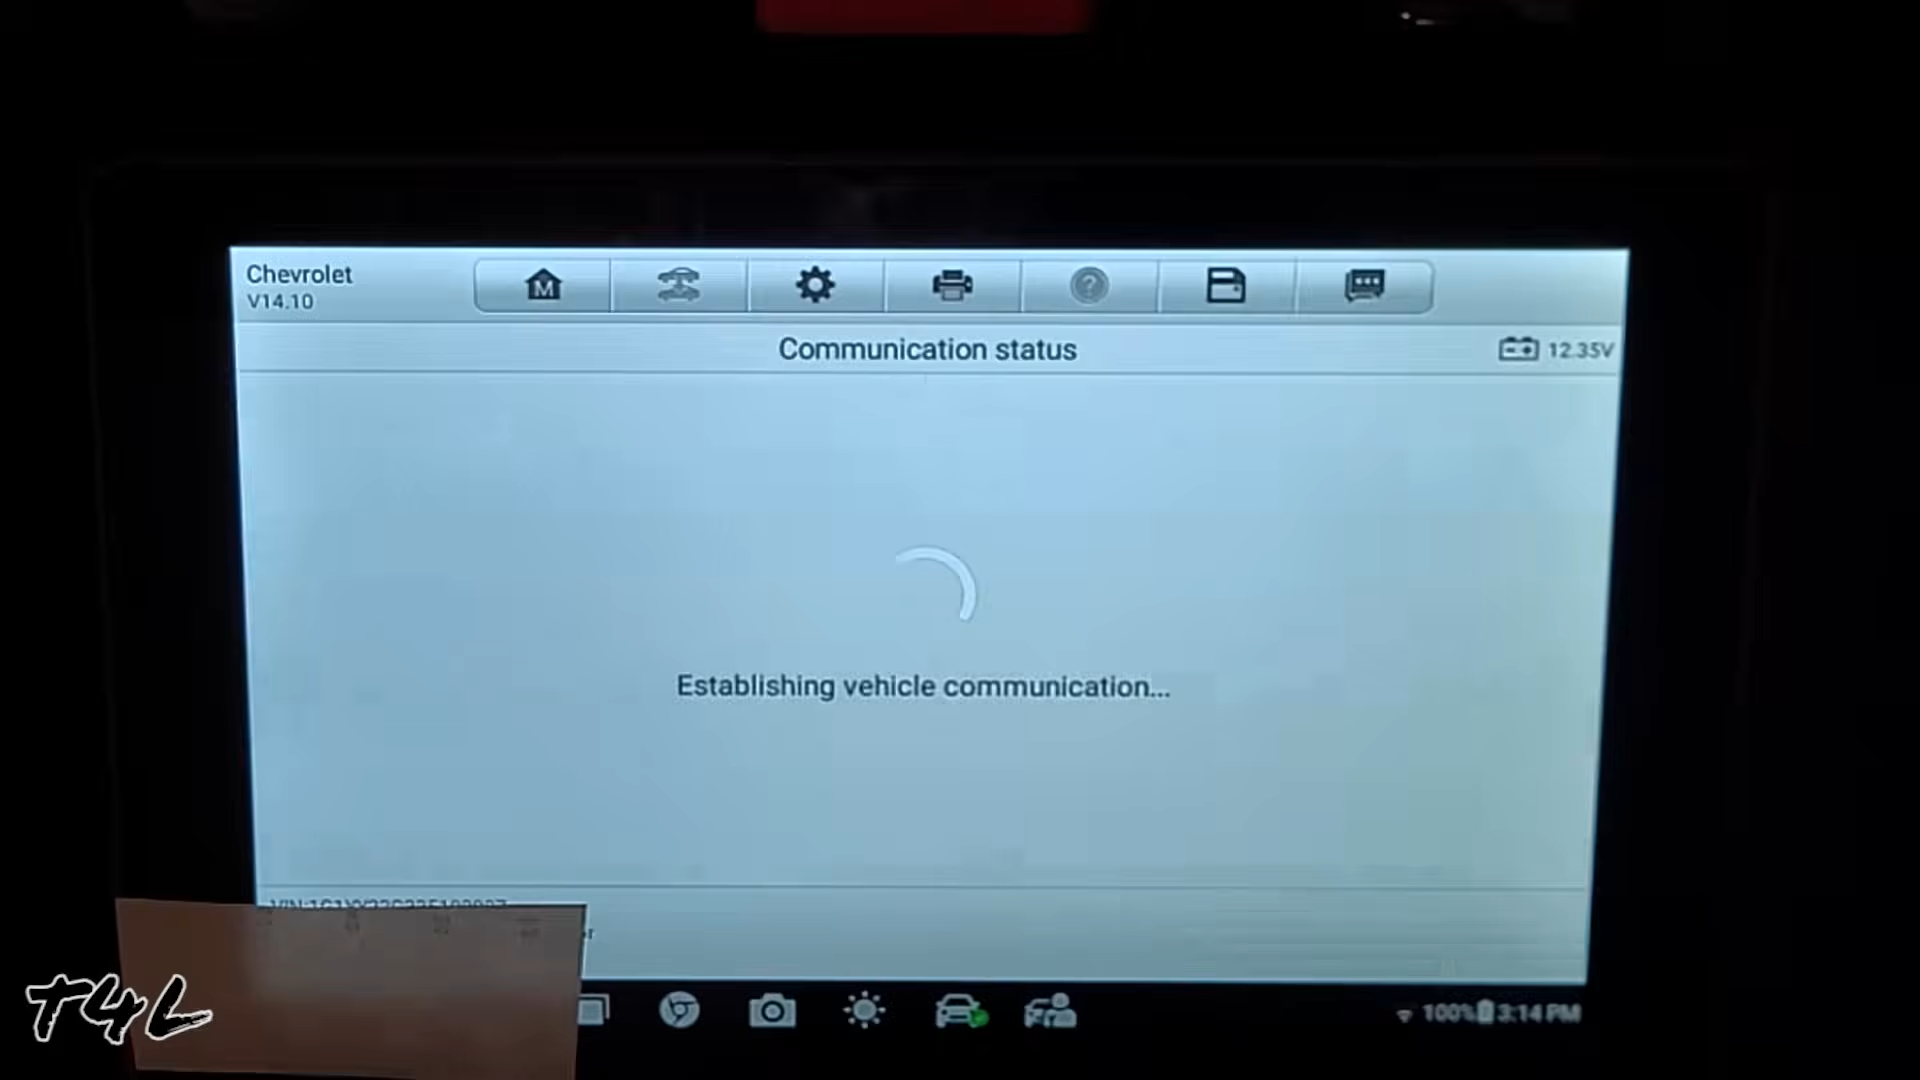 Chevrolet
V14.10
M
?
Communication status
12.35V
Establishing vehicle communication...
100%
3:14 PM
T4L